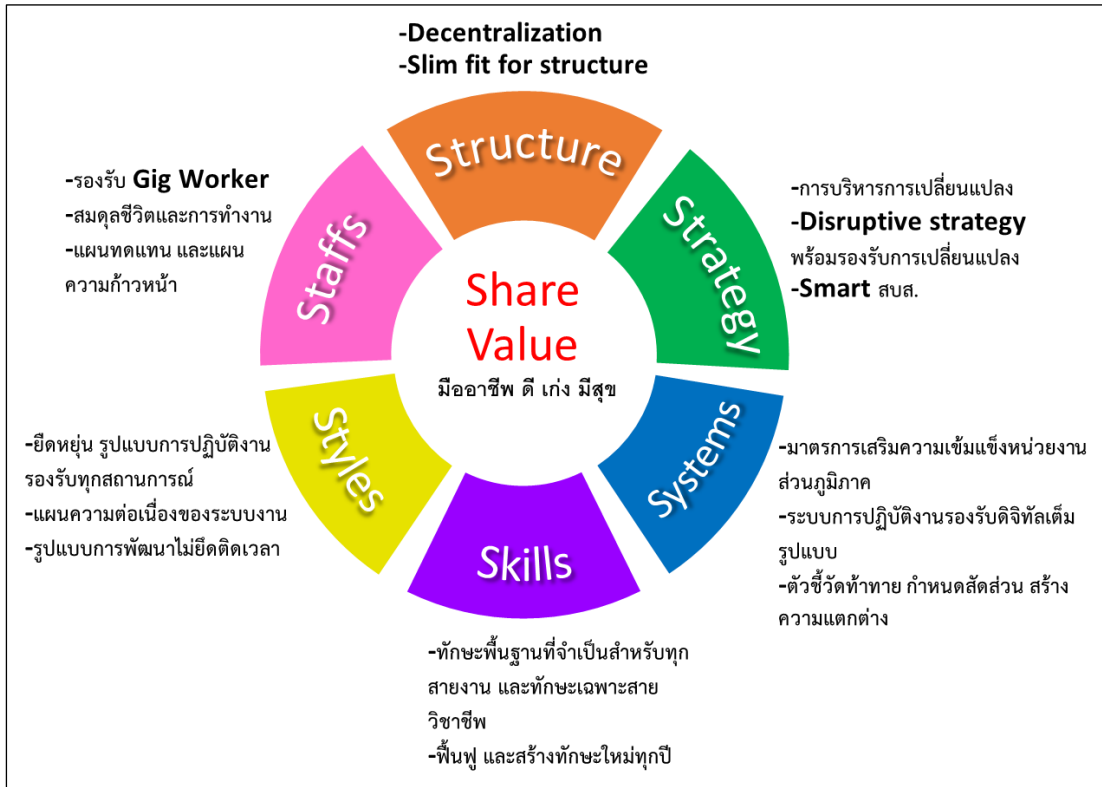 -Decentralization
-Slim fit for structure
Structure
Strategy
-การบริหารการเปลี่ยนแปลง
-Disruptive strategy
พร้อมรองรับการเปลี่ยนแปลง
-Smart สบส.
Systems
-มาตรการเสริมความเข้มแข็งหน่วยงาน
ส่วนภูมิภาค
-ระบบการปฏิบัติงานรองรับดิจิทัลเต็ม
รูปแบบ
-ตัวชี้วัดท้าทาย กำหนดสัดส่วน สร้าง
ความแตกต่าง
Skills
-ทักษะพื้นฐานที่จำเป็นสำหรับทุก
สายงาน และทักษะเฉพาะสาย
วิชาชีพ
-ฟื้นฟู และสร้างทักษะใหม่ทุกปี
Styles
-ยืดหยุ่น รูปแบบการปฏิบัติงาน
รองรับทุกสถานการณ์
-แผนความต่อเนื่องของระบบงาน
-รูปแบบการพัฒนาไม่ยึดติดเวลา
Staffs
-รองรับ Gig Worker
-สมดุลชีวิตและการทำงาน
-แผนทดแทน และแผน
ความก้าวหน้า
Share
Value
มืออาชีพ ดี เก่ง มีสุข